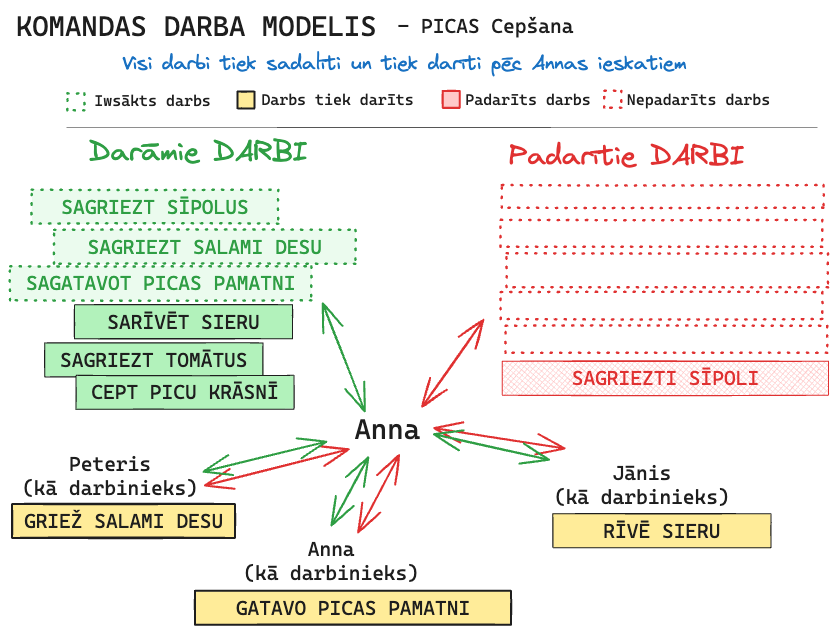 KOMANDAS DARBA MODELIS - PICAS Cepšana
Visi darbi tiek sadalīti un tiek darīti pēc Annas ieskatiem
Iwsākts darbs
Darbs tiek darīts
Padarīts darbs
Nepadarīts darbs
Darāmie DARBI
Padarītie DARBI
SAGRIEZT SĪPOLUS
SAGRIEZT SALAMI DESU
SAGATAVOT PICAS PAMATNI
SARĪVĒT SIERU
SAGRIEZT TOMĀTUS
CEPT PICU KRĀSNĪ
SAGRIEZTI SĪPOLI
Anna
Peteris
(kā darbinieks)
GRIEŽ SALAMI DESU
Jānis
(kā darbinieks)
RĪVĒ SIERU
Anna
(kā darbinieks)
GATAVO PICAS PAMATNI